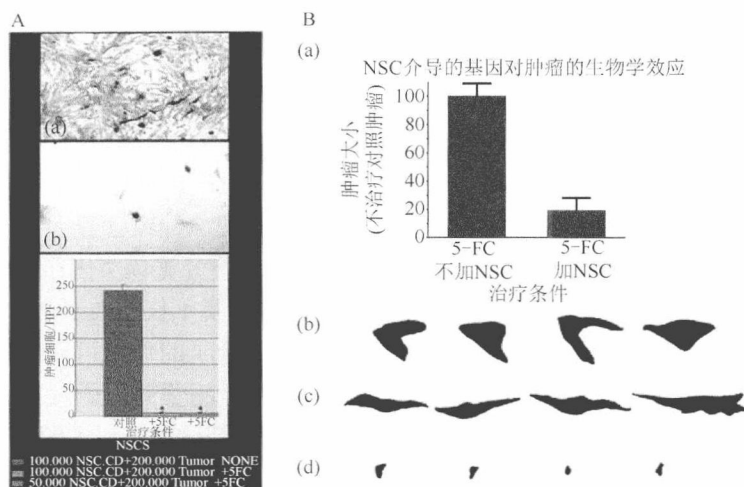 A
(a)
(b)
肿瘤细胞/HPF
250
200
150
100
50
0
对照 +5FC +5FC
治疗条件
NSCS
100.000 NSC.CD+200.000 Tumor NONE
100.000 NSC.CD+200.000 Tumor +5FC
50.000 NSC.CD+200.000 Tumor +5FC
B
(a)
NSC介导的基因对肿瘤的生物学效应
肿瘤大小
(不治疗对照肿瘤)
100
80
60
40
20
0
5-FC 5-FC
不加NSC 加NSC
治疗条件
(b)
(c)
(d)